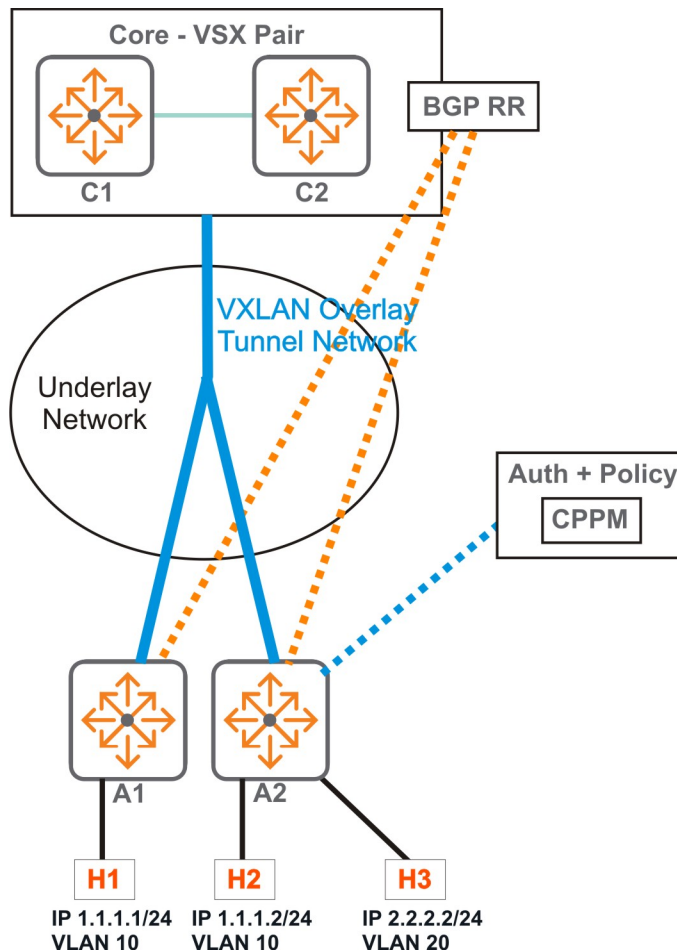 Core - VSX Pair
C1
C2
BGP RR
VXLAN Overlay
Tunnel Network
Underlay
Network
Auth + Policy
CPPM
A1
A2
H1
IP 1.1.1.1/24
VLAN 10
H2
IP 1.1.1.2/24
VLAN 10
H3
IP 2.2.2.2/24
VLAN 20